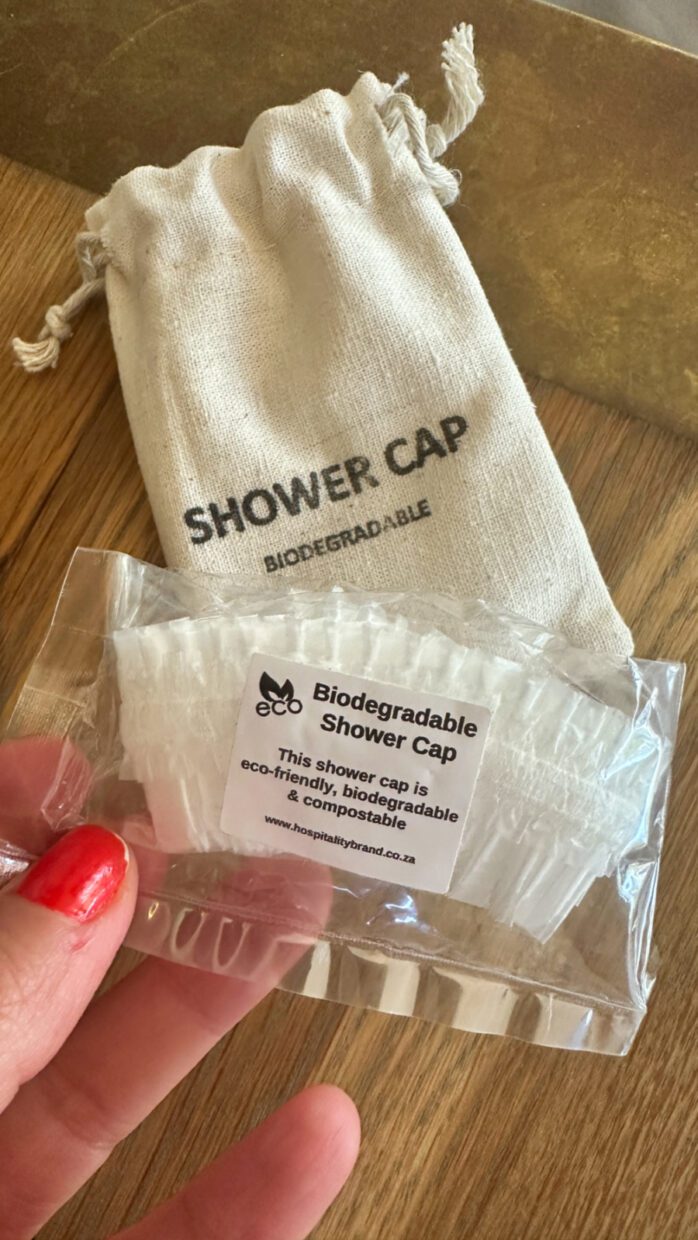 SHOWER CAP
BIODEGRADABLE
eco
Biodegradable
Shower Cap
This shower cap is
eco-friendly, biodegradable
& compostable
www.hospitalitybrand.co.za